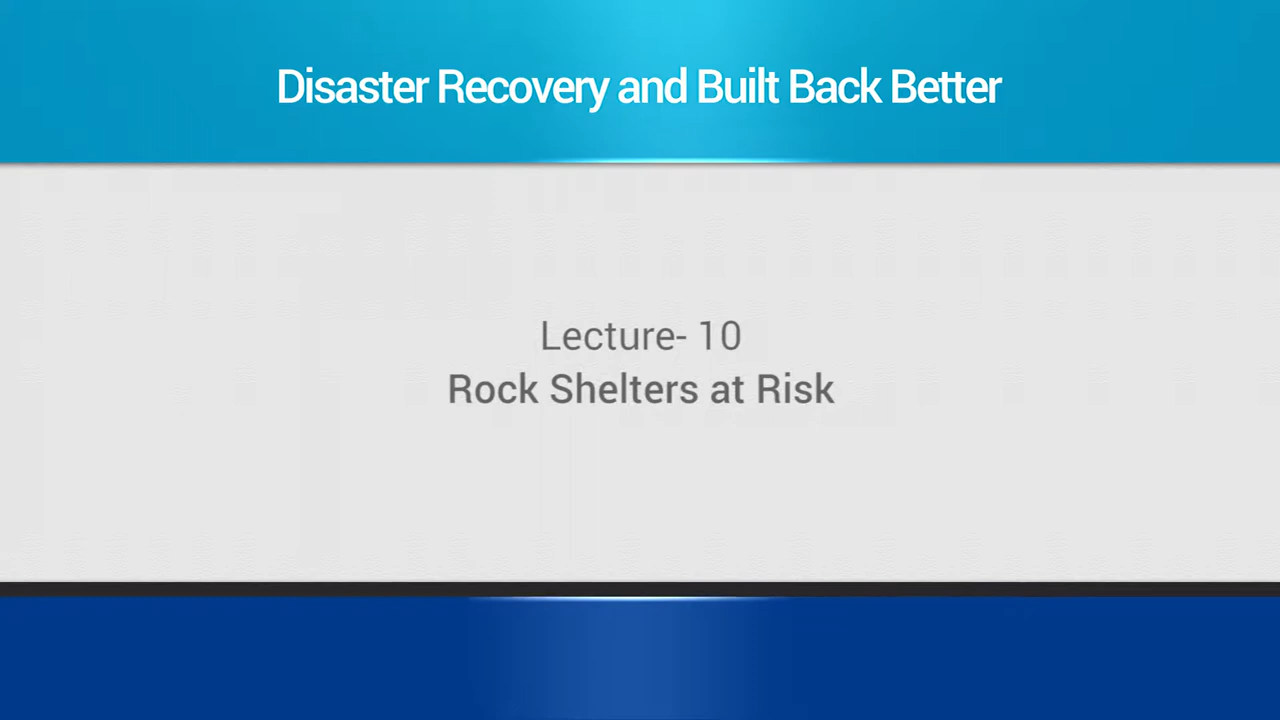 Disaster Recovery and Built Back Better
Lecture- 10
Rock Shelters at Risk